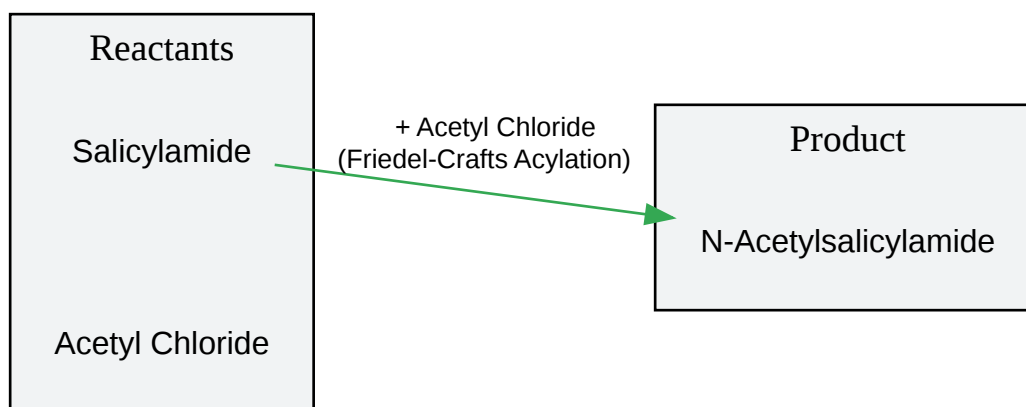 Reactants
Salicylamide
Acetyl Chloride
+ Acetyl Chloride
(Friedel-Crafts Acylation)
Product
N-Acetylsalicylamide